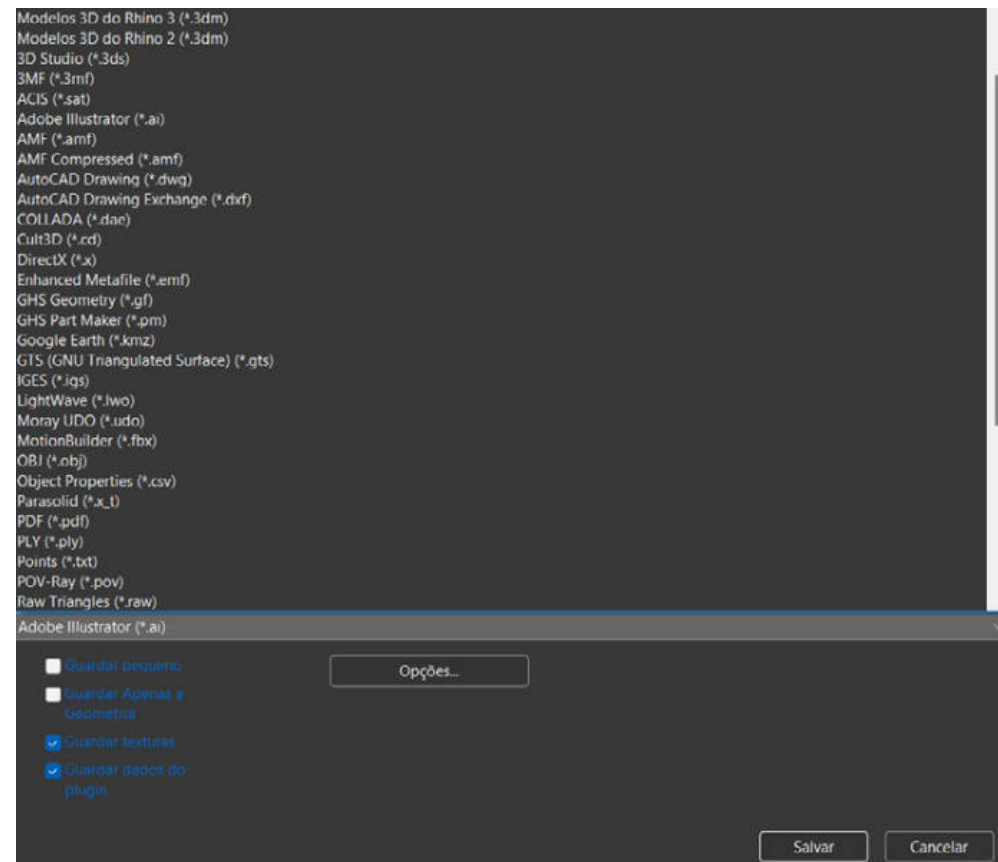 Modelos 3D do Rhino 3 (*.3dm)
Modelos 3D do Rhino 2 (*.3dm)
3D Studio (*.3ds)
3MF (*.3mf)
ACIS (*.sat)
Adobe Illustrator (*.ai)
AMF (*.amf)
AMF Compressed (*.amf)
AutoCAD Drawing (*.dwg)
AutoCAD Drawing Exchange (*.dxf)
COLLADA (*.dae)
Cult3D (*.cd)
DirectX (*.x)
Enhanced Metafile (*.emf)
GHS Geometry (*.gf)
GHS Part Maker (*.pm)
Google Earth (*.kmz)
GTS (GNU Triangulated Surface) (*.gts)
IGES (*.igs)
LightWave (*.lwo)
Moray UDO (*.udo)
MotionBuilder (*.fbx)
OBJ (*.obj)
Object Properties (*.csv)
Parasolid (*.x_t)
PDF (*.pdf)
PLY (*.ply)
Points (*.txt)
POV-Ray (*.pov)
Raw Triangles (*.raw)
Adobe Illustrator (*.ai)
Guardar pequeno
Opções...
Guardar Apenas a
Geometria
Guardar texturas
Guardar dados do
plugin
Salvar
Cancelar